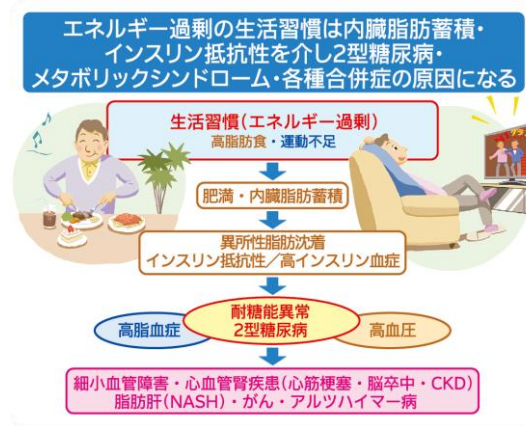 エネルギー過剰の生活習慣は内臓脂肪蓄積・
インスリン抵抗性を介し2型糖尿病・
メタボリックシンドローム・各種合併症の原因になる
生活習慣(エネルギー過剰)
高脂肪食・運動不足
肥満・内臓脂肪蓄積
異所性脂肪沈着
インスリン抵抗性/高インスリン血症
高脂血症
耐糖能異常
2型糖尿病
高血圧
細小血管障害・心血管腎疾患(心筋梗塞・脳卒中・CKD)
脂肪肝(NASH)・がん・アルツハイマー病